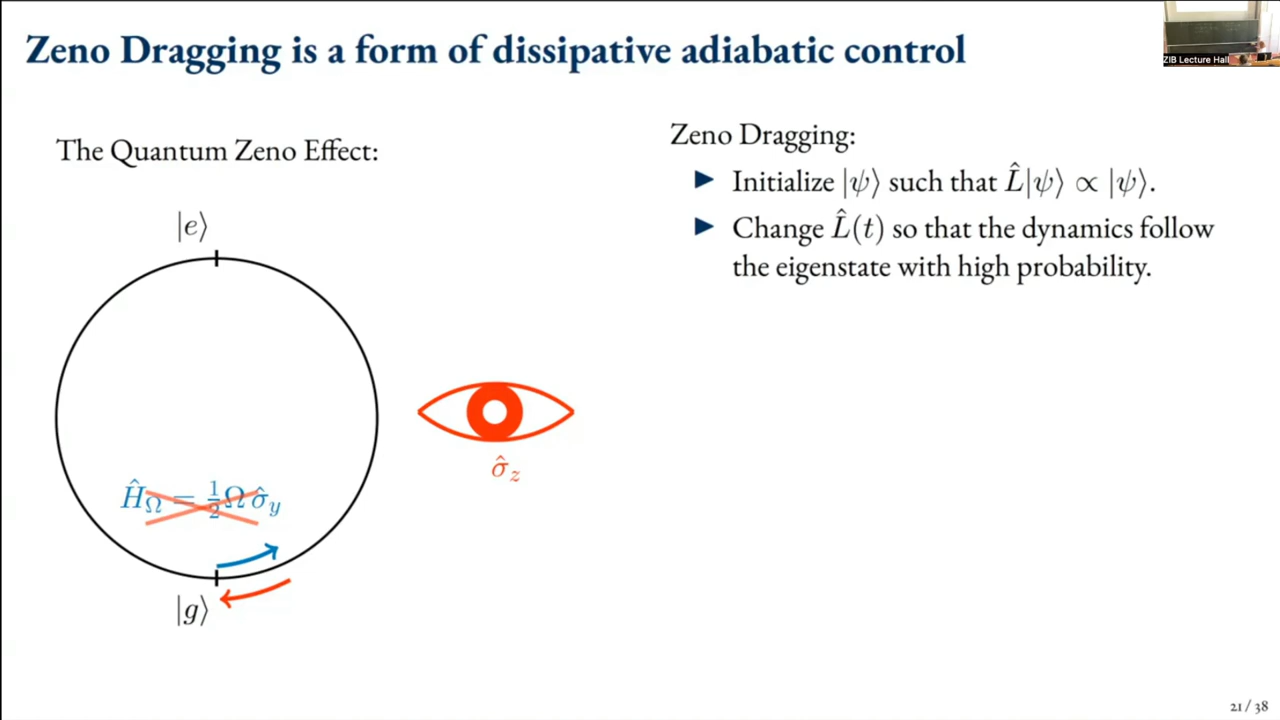 Zeno Dragging is a form of dissipative adiabatic control
ZIB Lecture Hall
The Quantum Zeno Effect:
|e⟩
Ĥ_Ω = ½Ω σ̂_y
|g⟩
σ̂_z
Zeno Dragging:
▶ Initialize |ψ⟩ such that L̂|ψ⟩ ∝ |ψ⟩.
▶ Change L̂(t) so that the dynamics follow
the eigenstate with high probability.
21 / 38